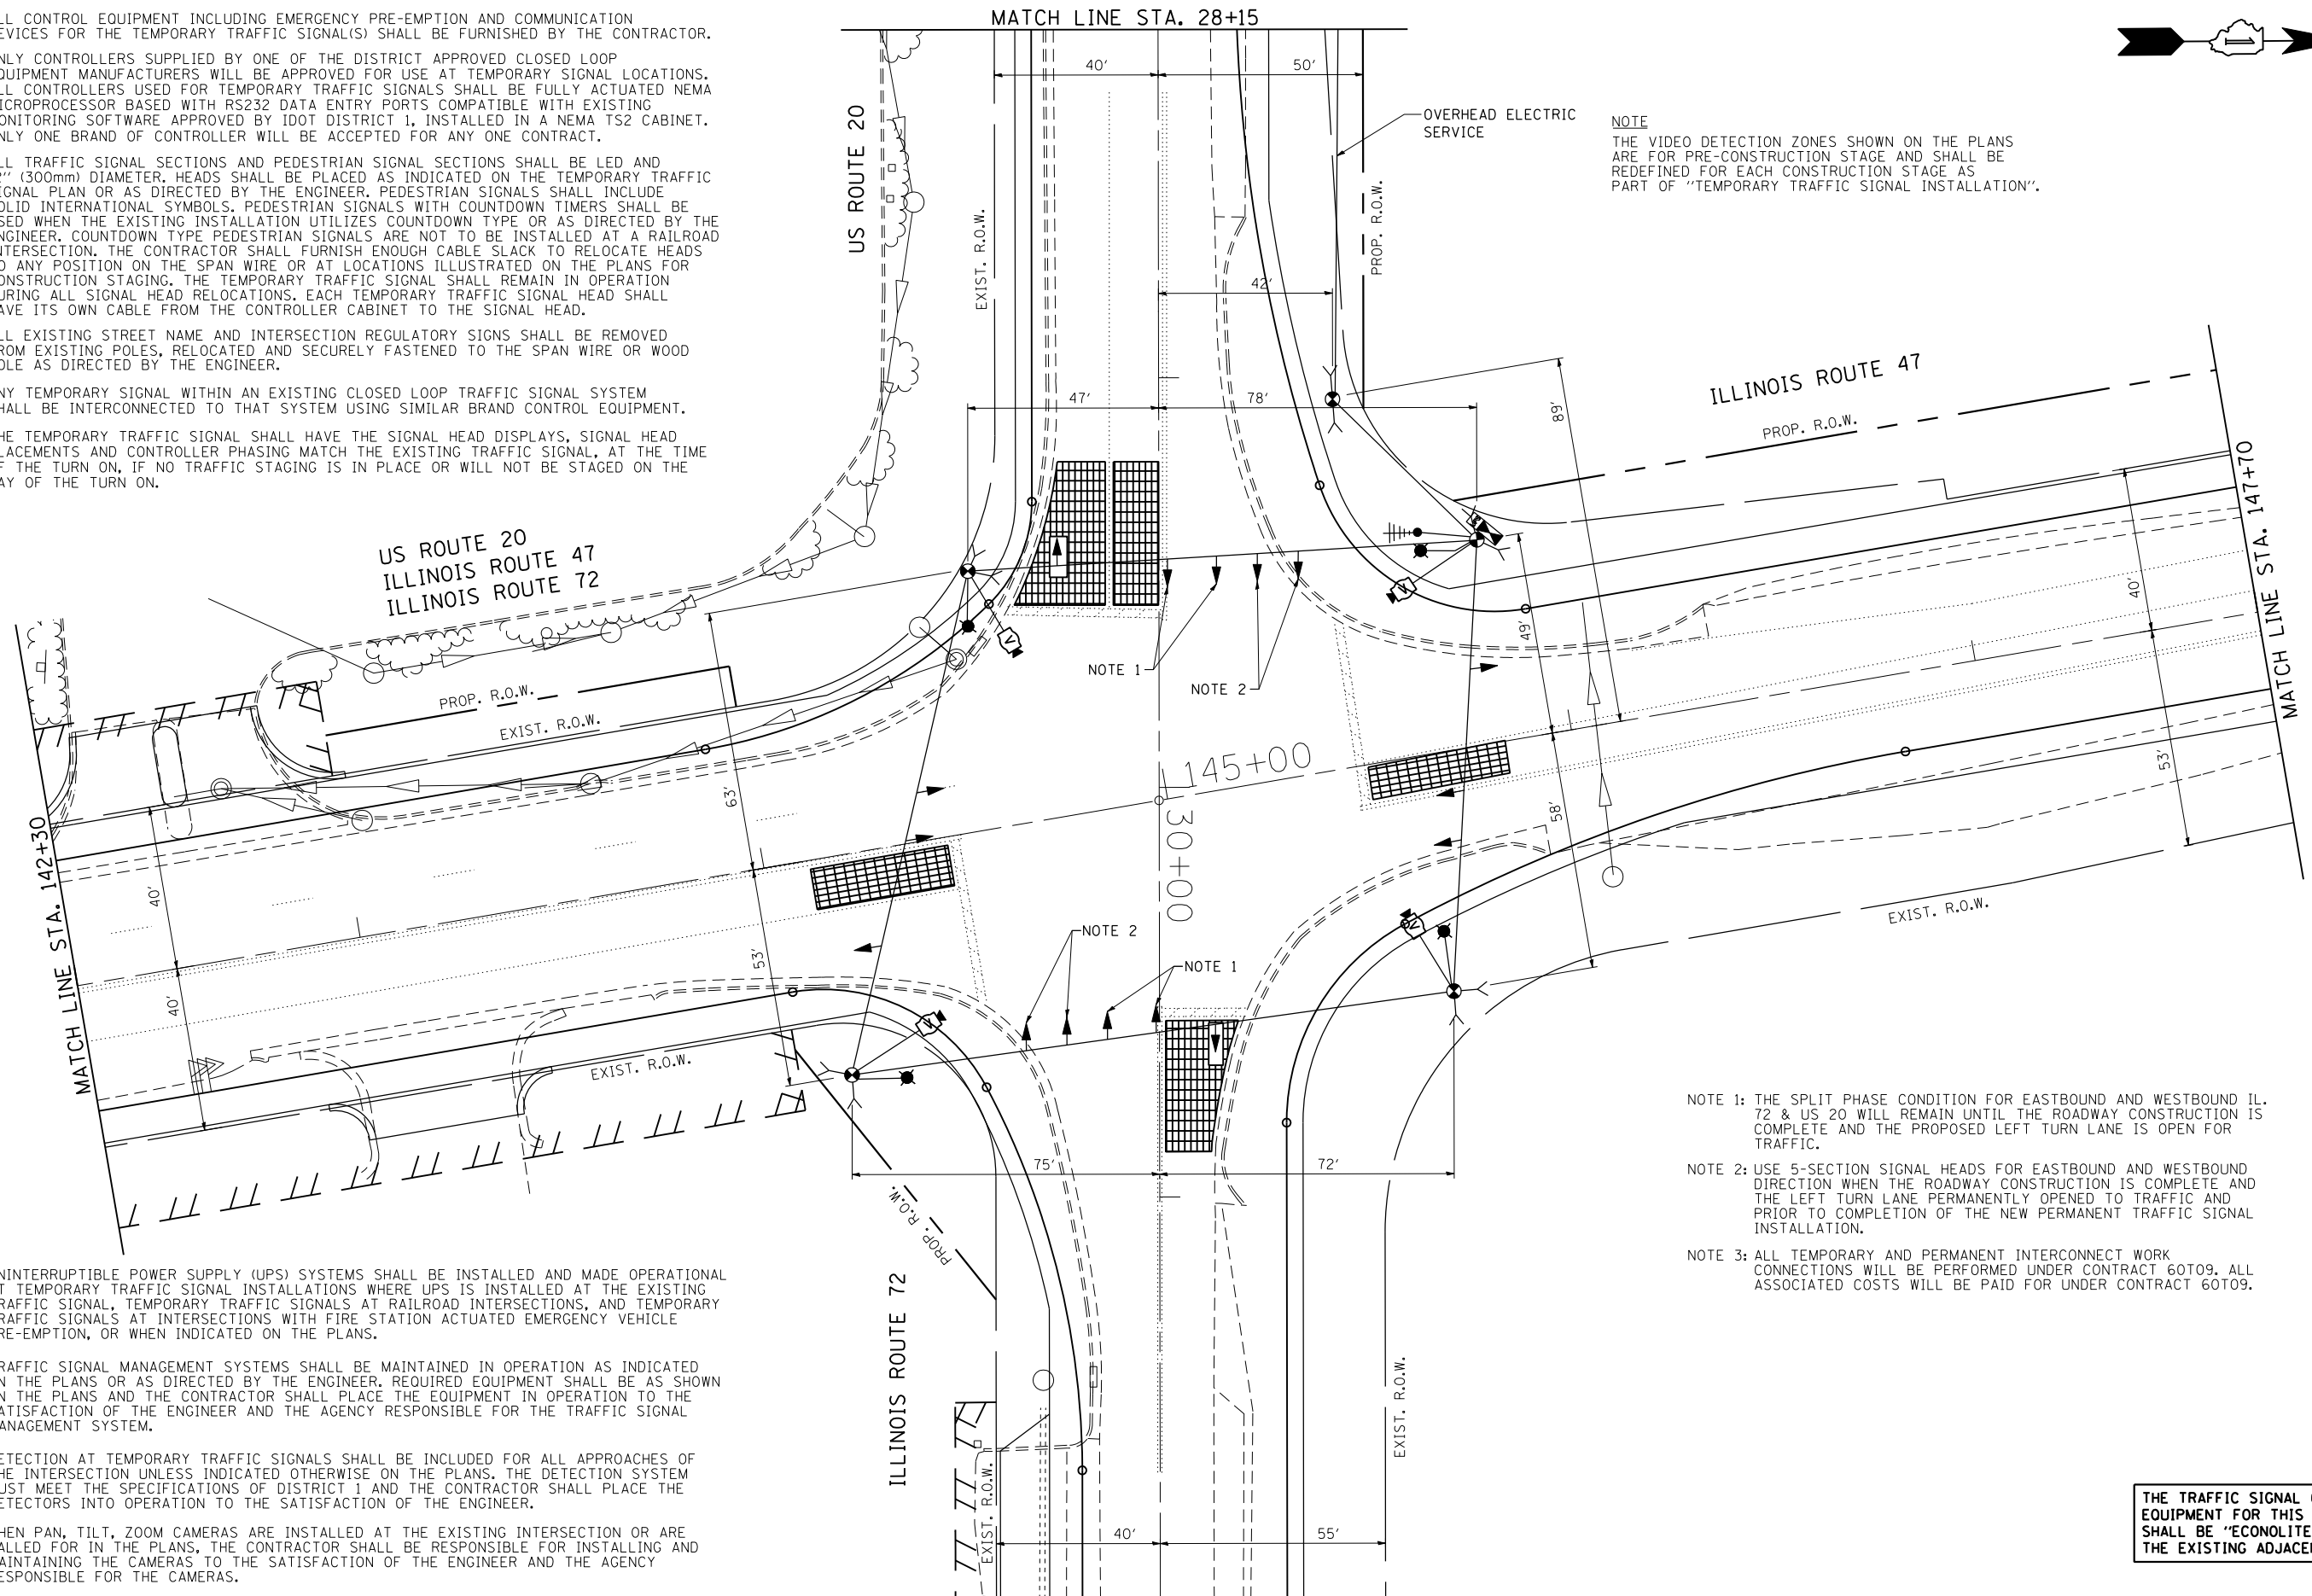 LL CONTROL EQUIPMENT INCLUDING EMERGENCY PRE-EMPTION AND COMMUNICATION
EVICES FOR THE TEMPORARY TRAFFIC SIGNAL(S) SHALL BE FURNISHED BY THE CONTRACTOR.
NLY CONTROLLERS SUPPLIED BY ONE OF THE DISTRICT APPROVED CLOSED LOOP
QUIPMENT MANUFACTURERS WILL BE APPROVED FOR USE AT TEMPORARY SIGNAL LOCATIONS.
LL CONTROLLERS USED FOR TEMPORARY TRAFFIC SIGNALS SHALL BE FULLY ACTUATED NEMA
ICROPROCESSOR BASED WITH RS232 DATA ENTRY PORTS COMPATIBLE WITH EXISTING
ONITORING SOFTWARE APPROVED BY IDOT DISTRICT 1, INSTALLED IN A NEMA TS2 CABINET.
NLY ONE BRAND OF CONTROLLER WILL BE ACCEPTED FOR ANY ONE CONTRACT.
LL TRAFFIC SIGNAL SECTIONS AND PEDESTRIAN SIGNAL SECTIONS SHALL BE LED AND
2" (300mm) DIAMETER. HEADS SHALL BE PLACED AS INDICATED ON THE TEMPORARY TRAFFIC
IGNAL PLAN OR AS DIRECTED BY THE ENGINEER. PEDESTRIAN SIGNALS SHALL INCLUDE
OLID INTERNATIONAL SYMBOLS. PEDESTRIAN SIGNALS WITH COUNTDOWN TIMERS SHALL BE
SED WHEN THE EXISTING INSTALLATION UTILIZES COUNTDOWN TYPE OR AS DIRECTED BY THE
NGINEER. COUNTDOWN TYPE PEDESTRIAN SIGNALS ARE NOT TO BE INSTALLED AT A RAILROAD
NTERSECTION. THE CONTRACTOR SHALL FURNISH ENOUGH CABLE SLACK TO RELOCATE HEADS
O ANY POSITION ON THE SPAN WIRE OR AT LOCATIONS ILLUSTRATED ON THE PLANS FOR
ONSTRUCTION STAGING. THE TEMPORARY TRAFFIC SIGNAL SHALL REMAIN IN OPERATION
URING ALL SIGNAL HEAD RELOCATIONS. EACH TEMPORARY TRAFFIC SIGNAL HEAD SHALL
AVE ITS OWN CABLE FROM THE CONTROLLER CABINET TO THE SIGNAL HEAD.
LL EXISTING STREET NAME AND INTERSECTION REGULATORY SIGNS SHALL BE REMOVED
ROM EXISTING POLES, RELOCATED AND SECURELY FASTENED TO THE SPAN WIRE OR WOOD
OLE AS DIRECTED BY THE ENGINEER.
NY TEMPORARY SIGNAL WITHIN AN EXISTING CLOSED LOOP TRAFFIC SIGNAL SYSTEM
HALL BE INTERCONNECTED TO THAT SYSTEM USING SIMILAR BRAND CONTROL EQUIPMENT.
HE TEMPORARY TRAFFIC SIGNAL SHALL HAVE THE SIGNAL HEAD DISPLAYS, SIGNAL HEAD
LACEMENTS AND CONTROLLER PHASING MATCH THE EXISTING TRAFFIC SIGNAL, AT THE TIME
F THE TURN ON, IF NO TRAFFIC STAGING IS IN PLACE OR WILL NOT BE STAGED ON THE
AY OF THE TURN ON.
MATCH LINE STA. 28+15
40'
50'
US ROUTE 20
EXIST. R.O.W.
PROP. R.O.W.
OVERHEAD ELECTRIC
SERVICE
1
NOTE
THE VIDEO DETECTION ZONES SHOWN ON THE PLANS
ARE FOR PRE-CONSTRUCTION STAGE AND SHALL BE
REDEFINED FOR EACH CONSTRUCTION STAGE AS
PART OF "TEMPORARY TRAFFIC SIGNAL INSTALLATION".
42'
47'
78'
89'
ILLINOIS ROUTE 47
PROP. R.O.W.
MATCH LINE STA. 147+70
40'
53'
US ROUTE 20
ILLINOIS ROUTE 47
ILLINOIS ROUTE 72
V
V
49'
NOTE 1
NOTE 2
PROP. R.O.W.
EXIST. R.O.W.
63'
145+00
30+00
58'
MATCH LINE STA. 142+30
40'
40'
53'
NOTE 2
NOTE 1
V
V
EXIST. R.O.W.
EXIST. R.O.W.
75'
72'
PROP. R.O.W.
ILLINOIS ROUTE 72
EXIST. R.O.W.
EXIST. R.O.W.
40'
55'
NOTE 1: THE SPLIT PHASE CONDITION FOR EASTBOUND AND WESTBOUND IL.
72 & US 20 WILL REMAIN UNTIL THE ROADWAY CONSTRUCTION IS
COMPLETE AND THE PROPOSED LEFT TURN LANE IS OPEN FOR
TRAFFIC.
NOTE 2: USE 5-SECTION SIGNAL HEADS FOR EASTBOUND AND WESTBOUND
DIRECTION WHEN THE ROADWAY CONSTRUCTION IS COMPLETE AND
THE LEFT TURN LANE PERMANENTLY OPENED TO TRAFFIC AND
PRIOR TO COMPLETION OF THE NEW PERMANENT TRAFFIC SIGNAL
INSTALLATION.
NOTE 3: ALL TEMPORARY AND PERMANENT INTERCONNECT WORK
CONNECTIONS WILL BE PERFORMED UNDER CONTRACT 60T09. ALL
ASSOCIATED COSTS WILL BE PAID FOR UNDER CONTRACT 60T09.
NINTERRUPTIBLE POWER SUPPLY (UPS) SYSTEMS SHALL BE INSTALLED AND MADE OPERATIONAL
T TEMPORARY TRAFFIC SIGNAL INSTALLATIONS WHERE UPS IS INSTALLED AT THE EXISTING
RAFFIC SIGNAL, TEMPORARY TRAFFIC SIGNALS AT RAILROAD INTERSECTIONS, AND TEMPORARY
RAFFIC SIGNALS AT INTERSECTIONS WITH FIRE STATION ACTUATED EMERGENCY VEHICLE
RE-EMPTION, OR WHEN INDICATED ON THE PLANS.
RAFFIC SIGNAL MANAGEMENT SYSTEMS SHALL BE MAINTAINED IN OPERATION AS INDICATED
N THE PLANS OR AS DIRECTED BY THE ENGINEER. REQUIRED EQUIPMENT SHALL BE AS SHOWN
N THE PLANS AND THE CONTRACTOR SHALL PLACE THE EQUIPMENT IN OPERATION TO THE
ATISFACTION OF THE ENGINEER AND THE AGENCY RESPONSIBLE FOR THE TRAFFIC SIGNAL
ANAGEMENT SYSTEM.
ETECTION AT TEMPORARY TRAFFIC SIGNALS SHALL BE INCLUDED FOR ALL APPROACHES OF
HE INTERSECTION UNLESS INDICATED OTHERWISE ON THE PLANS. THE DETECTION SYSTEM
UST MEET THE SPECIFICATIONS OF DISTRICT 1 AND THE CONTRACTOR SHALL PLACE THE
ETECTORS INTO OPERATION TO THE SATISFACTION OF THE ENGINEER.
HEN PAN, TILT, ZOOM CAMERAS ARE INSTALLED AT THE EXISTING INTERSECTION OR ARE
ALLED FOR IN THE PLANS, THE CONTRACTOR SHALL BE RESPONSIBLE FOR INSTALLING AND
AINTAINING THE CAMERAS TO THE SATISFACTION OF THE ENGINEER AND THE AGENCY
ESPONSIBLE FOR THE CAMERAS.
THE TRAFFIC SIGNAL
EQUIPMENT FOR THIS
SHALL BE "ECONOLITE
THE EXISTING ADJACE